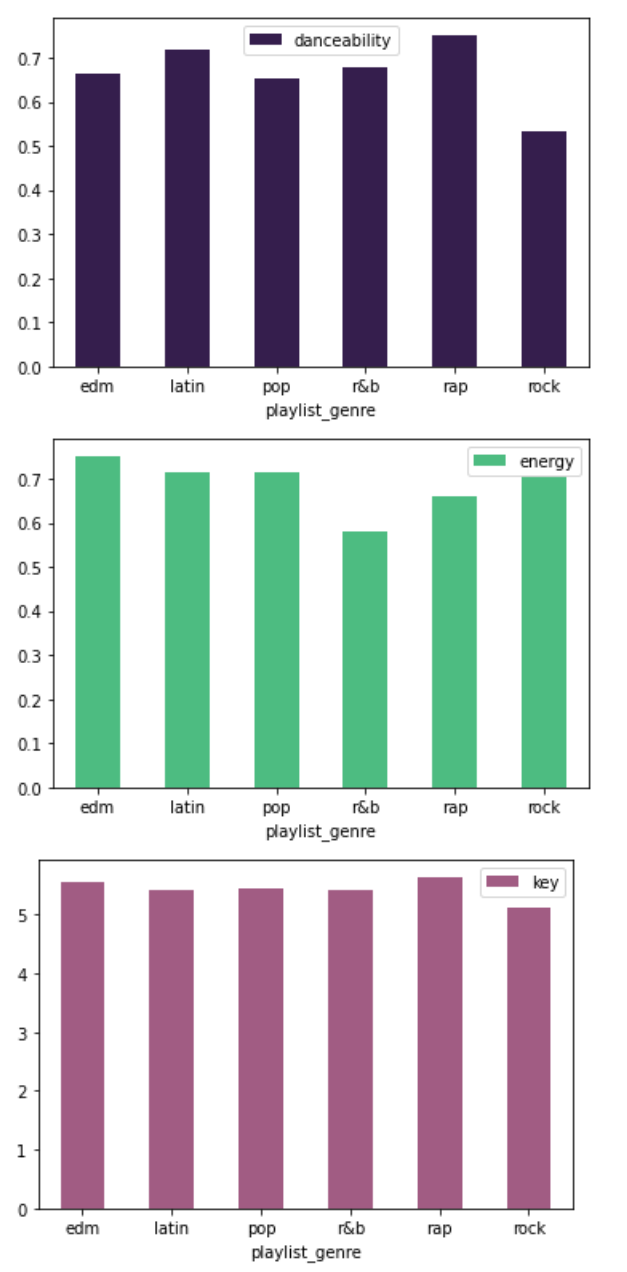 danceability
0.7
0.6
0.5
0.4
0.3
0.2
0.1
0.0
edm latin pop r&b rap rock
playlist_genre
energy
0.7
0.6
0.5
0.4
0.3
0.2
0.1
0.0
edm latin pop r&b rap rock
playlist_genre
key
5
4
3
2
1
0
edm latin pop r&b rap rock
playlist_genre